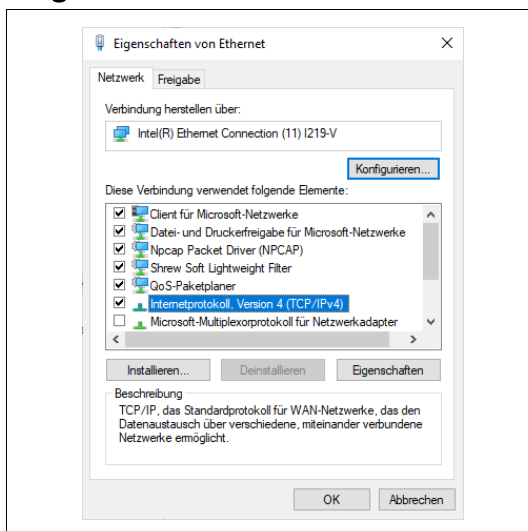 Eigenschaften von Ethernet
Netzwerk Freigabe
Verbindung herstellen über:
Intel(R) Ethernet Connection (11) I219-V
Konfigurieren...
Diese Verbindung verwendet folgende Elemente:
Client für Microsoft-Netzwerke
Datei- und Druckerfreigabe für Microsoft-Netzwerke
Npcap Packet Driver (NPCAP)
Shrew Soft Lightweight Filter
QoS-Paketplaner
Internetprotokoll, Version 4 (TCP/IPv4)
Microsoft-Multiplexorprotokoll für Netzwerkadapter
Installieren... Deinstallieren Eigenschaften
Beschreibung
TCP/IP, das Standardprotokoll für WAN-Netzwerke, das den
Datenaustausch über verschiedene, miteinander verbundene
Netzwerke ermöglicht.
OK Abbrechen